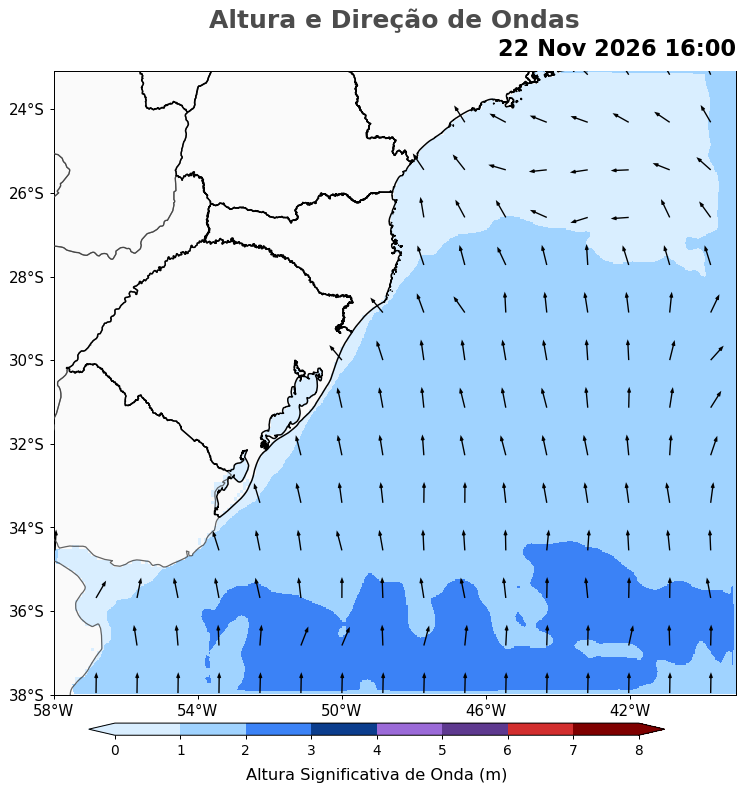 Altura e Direção de Ondas
22 Nov 2026 16:00
24°S
26°S
28°S
30°S
32°S
34°S
36°S
38°S
58°W 54°W 50°W 46°W 42°W
0 1 2 3 4 5 6 7 8
Altura Significativa de Onda (m)